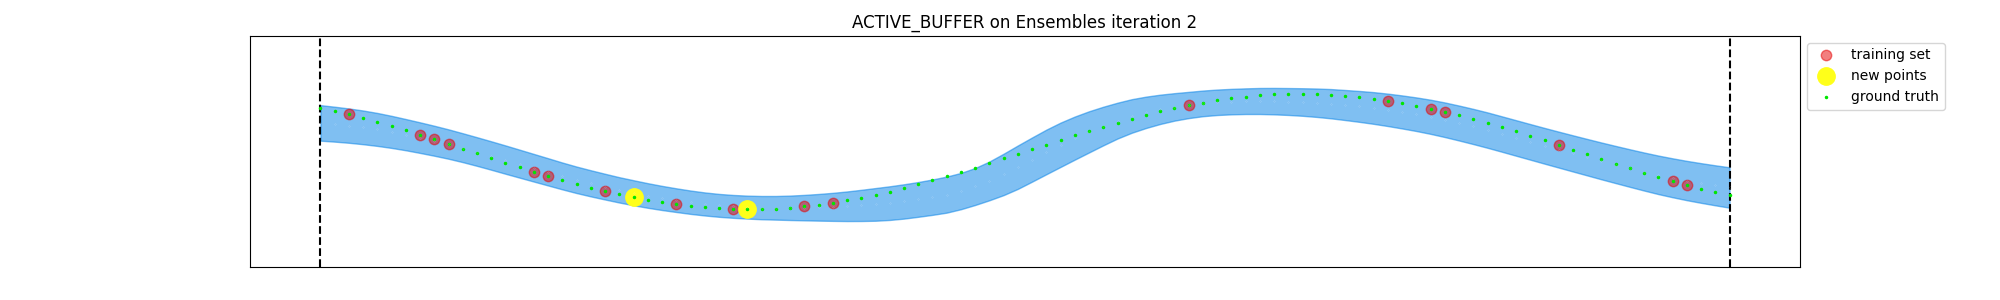 ACTIVE_BUFFER on Ensembles iteration 2
training set
new points
ground truth